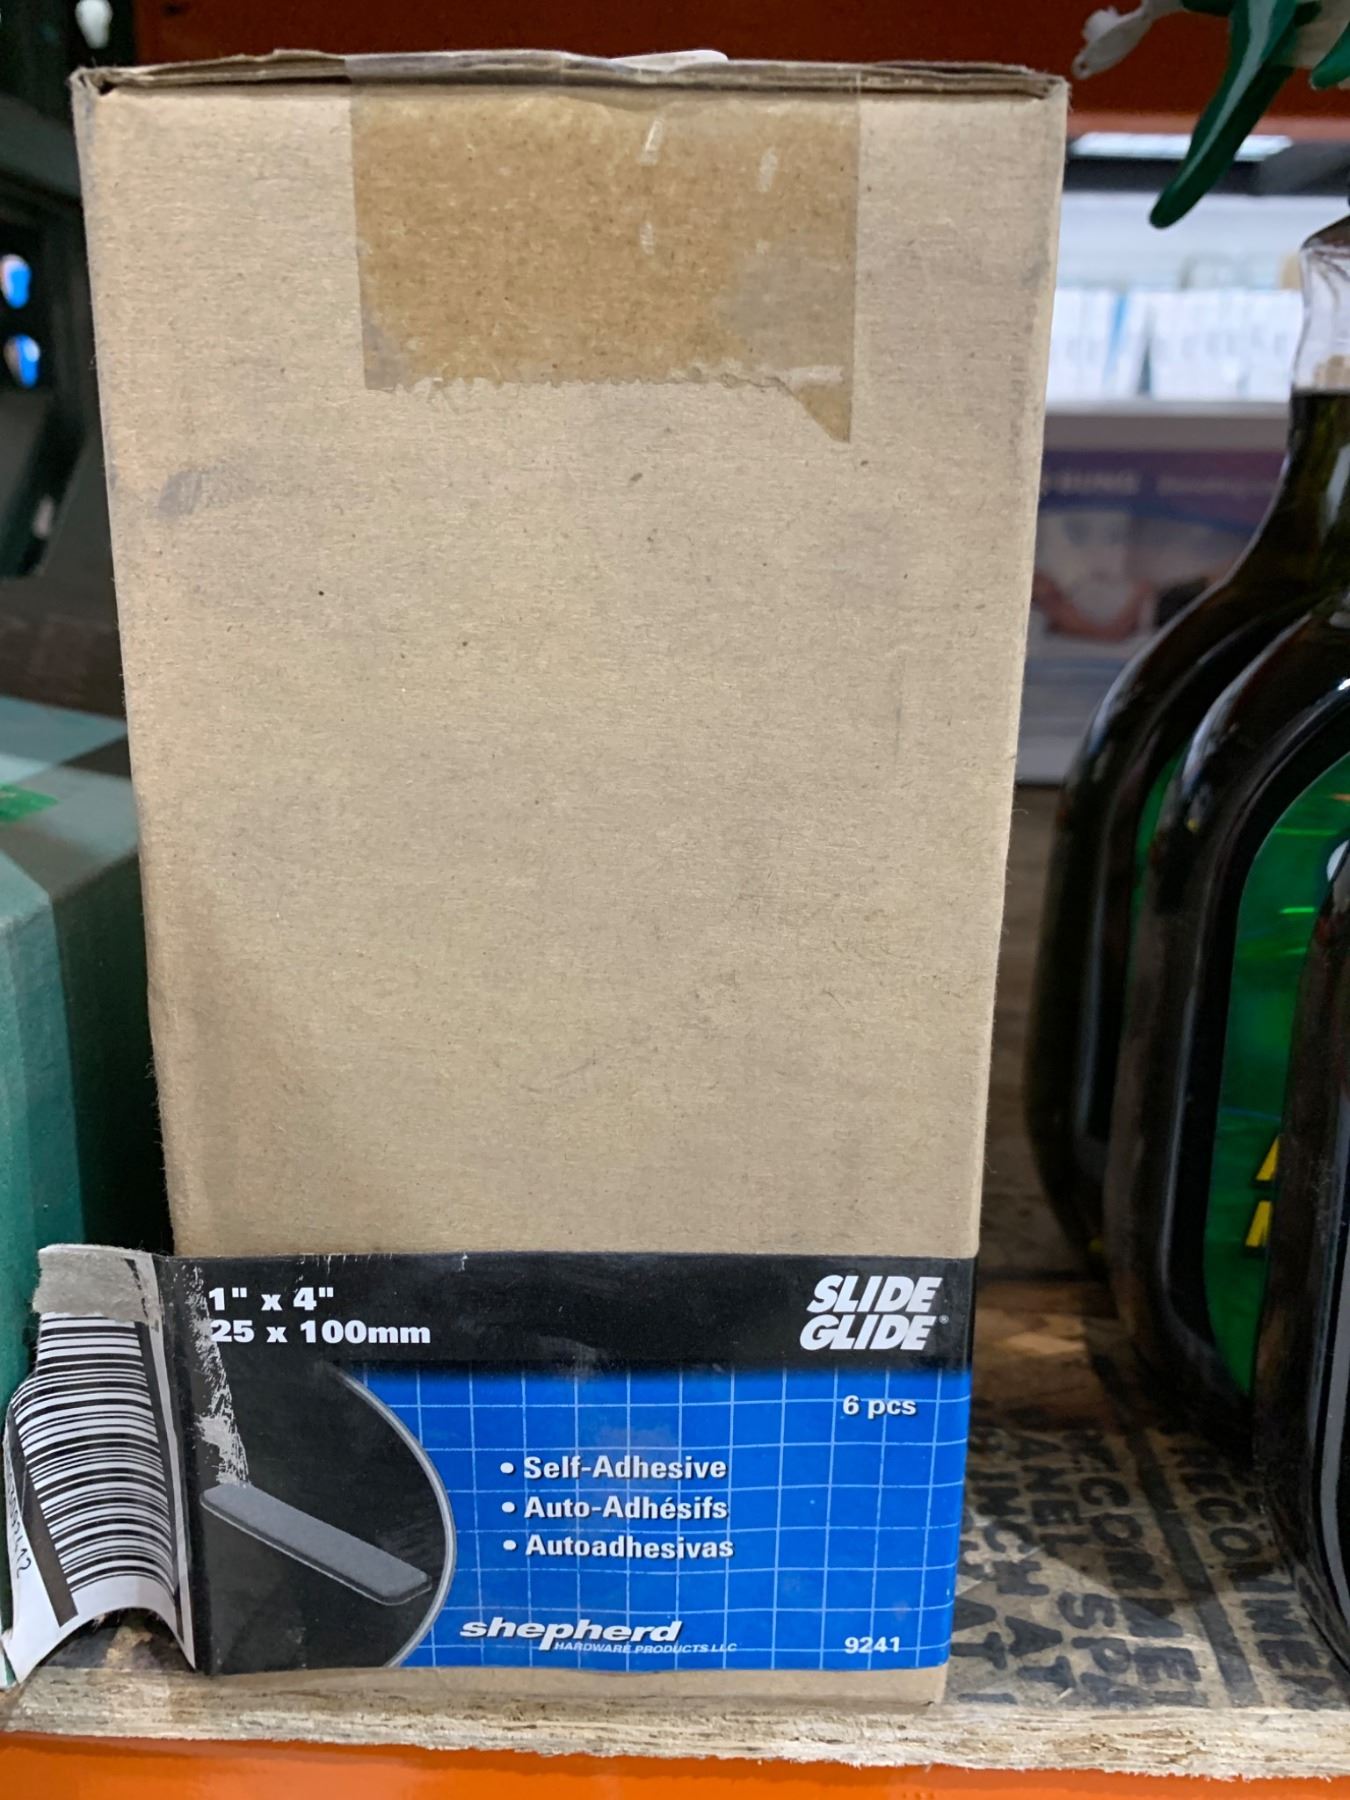 1" x 4"
25 x 100mm
SLIDE
GLIDE®
6 pcs
• Self-Adhesive
• Auto-Adhésifs
• Autoadhesivas
shepherd
HARDWARE PRODUCTS LLC
9241